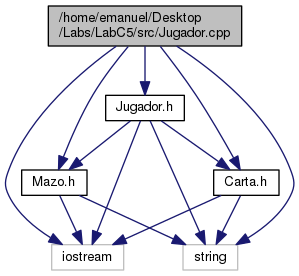 /home/emanuel/Desktop
/Labs/LabC5/src/Jugador.cpp
Jugador.h
Mazo.h
Carta.h
iostream
string